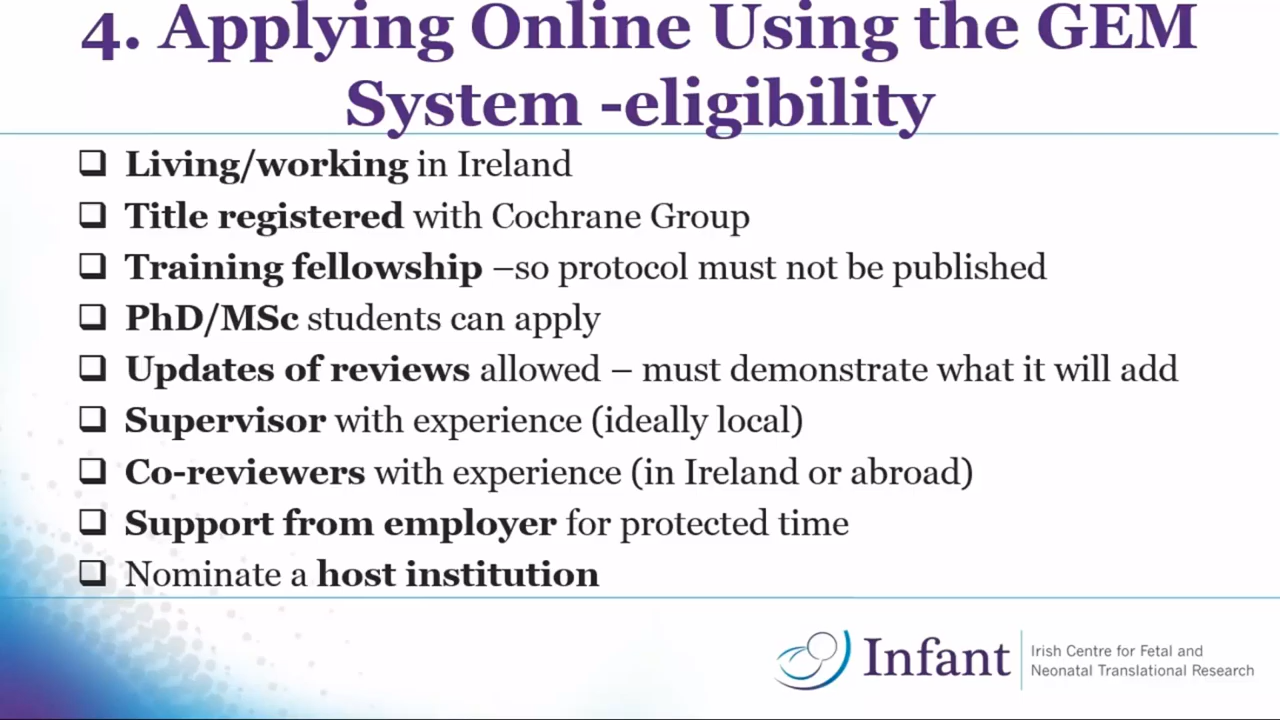 4. Applying Online Using the GEM
System -eligibility
❑ Living/working in Ireland
❑ Title registered with Cochrane Group
❑ Training fellowship –so protocol must not be published
❑ PhD/MSc students can apply
❑ Updates of reviews allowed – must demonstrate what it will add
❑ Supervisor with experience (ideally local)
❑ Co-reviewers with experience (in Ireland or abroad)
❑ Support from employer for protected time
❑ Nominate a host institution
Infant
Irish Centre for Fetal and
Neonatal Translational Research